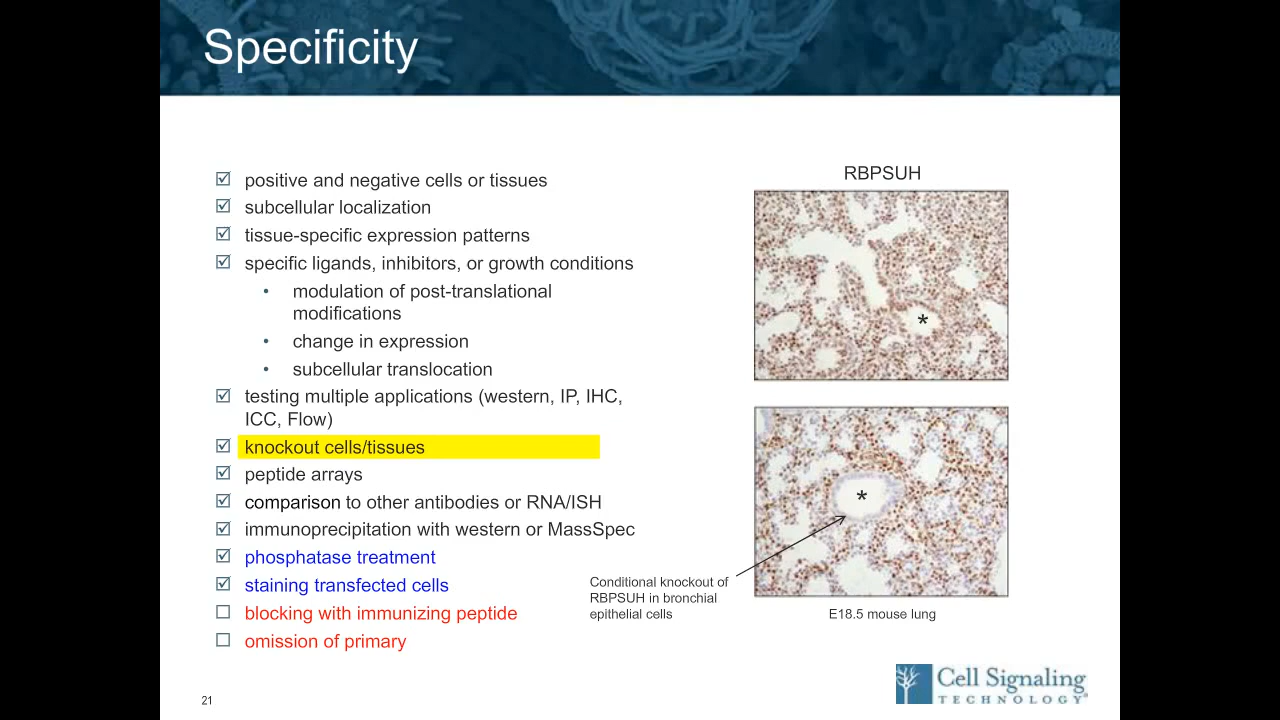 Specificity
☑ positive and negative cells or tissues
☑ subcellular localization
☑ tissue-specific expression patterns
☑ specific ligands, inhibitors, or growth conditions
• modulation of post-translational
modifications
• change in expression
• subcellular translocation
☑ testing multiple applications (western, IP, IHC,
ICC, Flow)
☑ knockout cells/tissues
☑ peptide arrays
☑ comparison to other antibodies or RNA/ISH
☑ immunoprecipitation with western or MassSpec
☑ phosphatase treatment
☑ staining transfected cells
☐ blocking with immunizing peptide
☐ omission of primary
RBPSUH
*
*
Conditional knockout of
RBPSUH in bronchial
epithelial cells
E18.5 mouse lung
21
Cell Signaling
TECHNOLOGY®